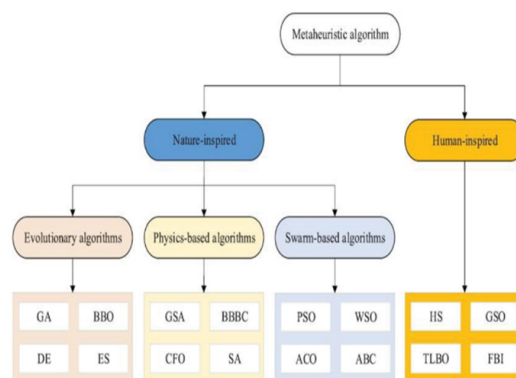 Metaheuristic algorithm
Nature-inspired
Human-inspired
Evolutionary algorithms
Physics-based algorithms
Swarm-based algorithms
GA
BBO
DE
ES
GSA
BBBC
CFO
SA
PSO
WSO
ACO
ABC
HS
GSO
TLBO
FBI